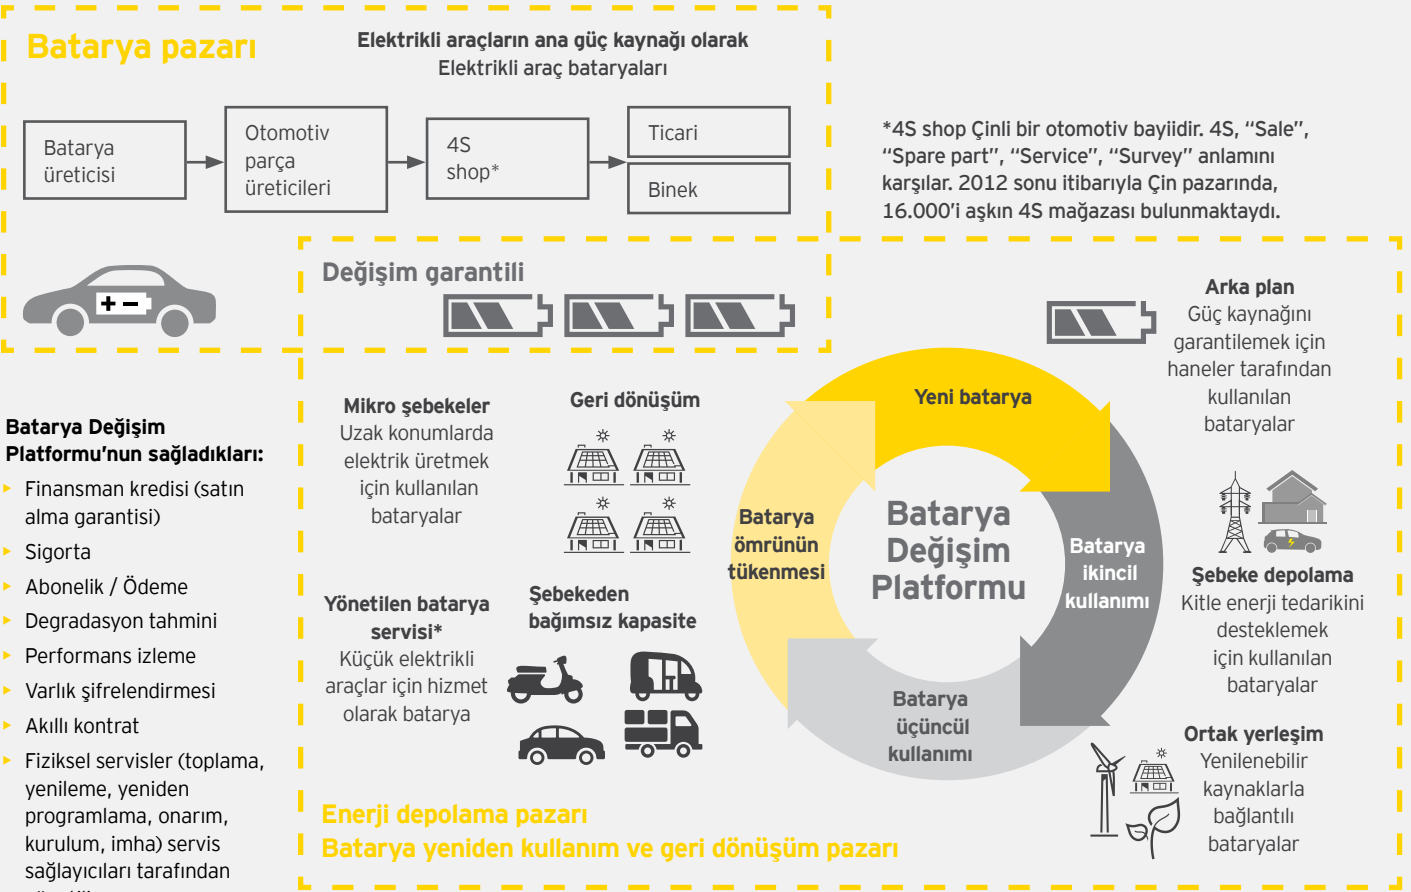 Batarya pazarı
Elektrikli araçların ana güç kaynağı olarak
Elektrikli araç bataryaları
Batarya
üreticisi
Otomotiv
parça
üreticileri
4S
shop*
Ticari
Binek
*4S shop Çinli bir otomotiv bayiidir. 4S, “Sale”,
“Spare part”, “Service”, “Survey” anlamını
karşılar. 2012 sonu itibarıyla Çin pazarında,
16.000’i aşkın 4S mağazası bulunmaktaydı.
Değişim garantili
Batarya Değişim
Platformu’nun sağladıkları:
▸ Finansman kredisi (satın
alma garantisi)
▸ Sigorta
▸ Abonelik / Ödeme
▸ Degradasyon tahmini
▸ Performans izleme
▸ Varlık şifrelendirmesi
▸ Akıllı kontrat
▸ Fiziksel servisler (toplama,
yenileme, yeniden
programlama, onarım,
kurulum, imha) servis
sağlayıcıları tarafından
Mikro şebekeler
Uzak konumlarda
elektrik üretmek
için kullanılan
bataryalar
Geri dönüşüm
Yönetilen batarya
servisi*
Küçük elektrikli
araçlar için hizmet
olarak batarya
Şebekeden
bağımsız kapasite
Yeni batarya
Batarya
ikincil
kullanımı
Batarya
üçüncül
kullanımı
Batarya
ömrünün
tükenmesi
Batarya
Değişim
Platformu
Arka plan
Güç kaynağını
garantilemek için
haneler tarafından
kullanılan
bataryalar
Şebeke depolama
Kitle enerji tedarikini
desteklemek
için kullanılan
bataryalar
Ortak yerleşim
Yenilenebilir
kaynaklarla
bağlantılı
bataryalar
Enerji depolama pazarı
Batarya yeniden kullanım ve geri dönüşüm pazarı